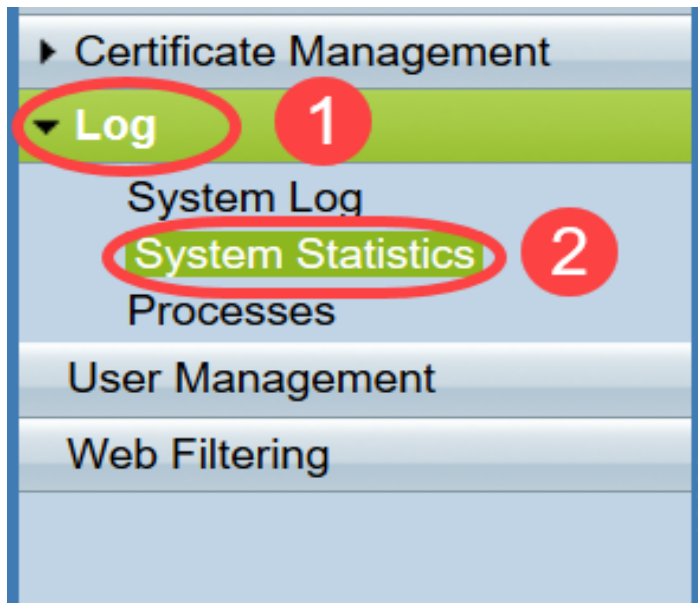 Certificate Management
Log 1
System Log
System Statistics 2
Processes
User Management
Web Filtering